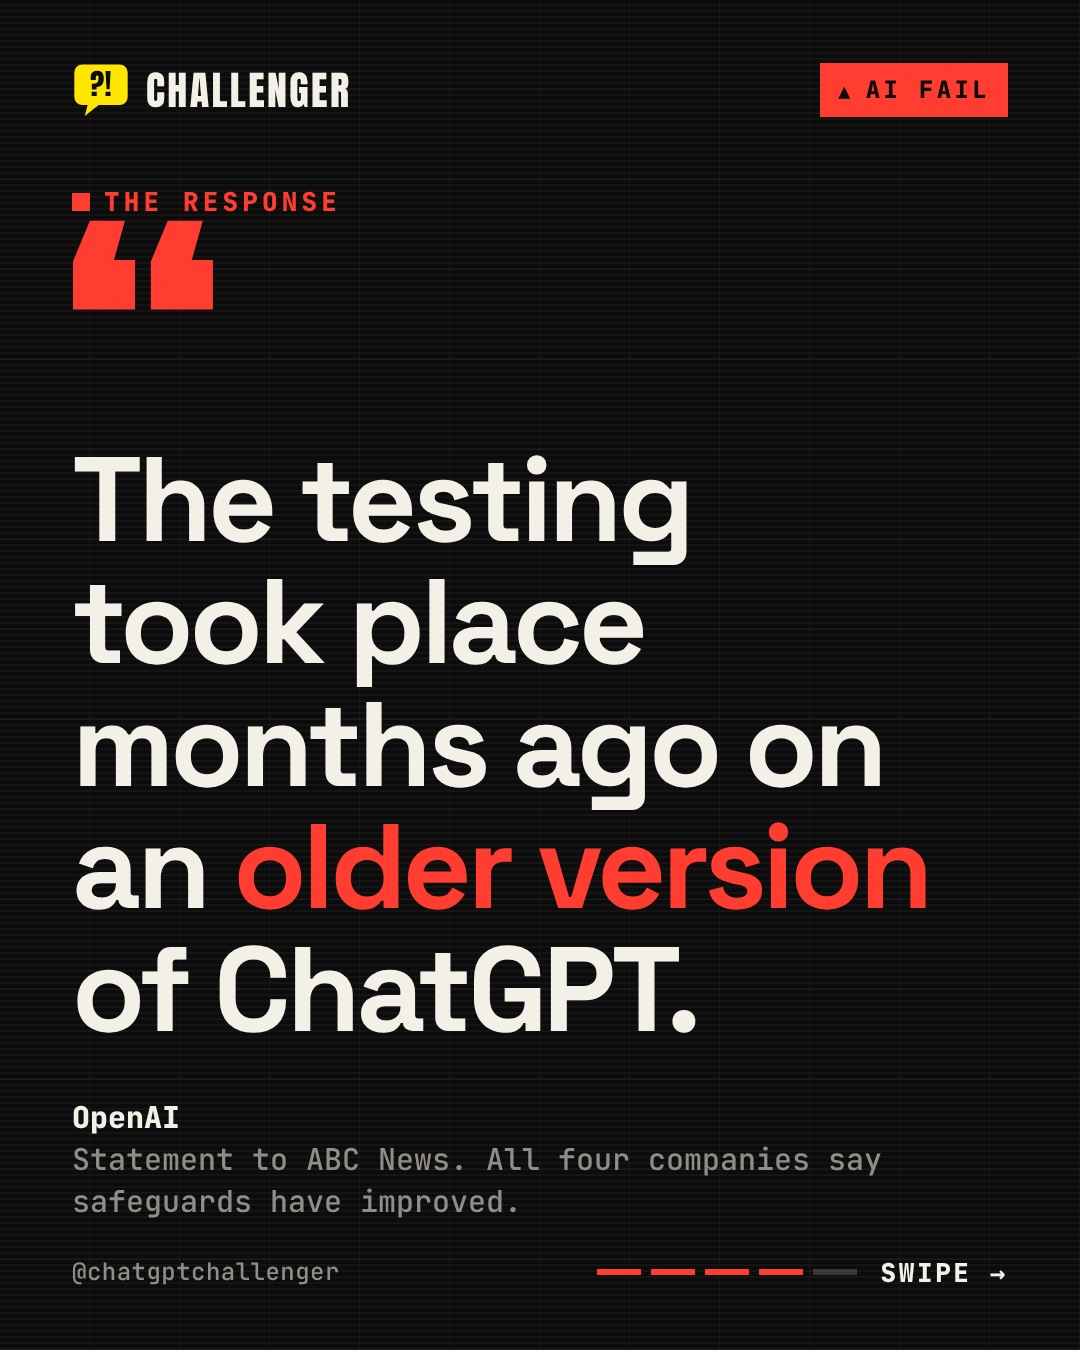 ?! CHALLENGER
▲ AI FAIL
THE RESPONSE
“
The testing
took place
months ago on
an older version
of ChatGPT.
OpenAI
Statement to ABC News. All four companies say
safeguards have improved.
@chatgptchallenger
SWIPE →